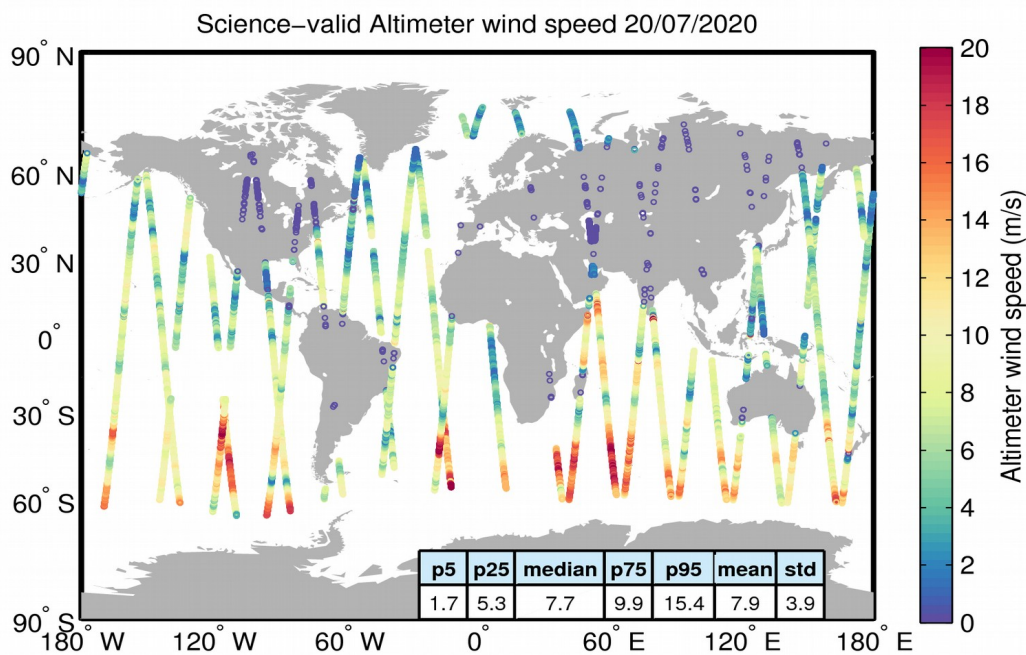 Science−valid Altimeter wind speed 20/07/2020
90° N
60° N
30° N
0°
30° S
60° S
90° S
180° W
120° W
60° W
0°
60° E
120° E
180° E
p5 p25 median p75 p95 mean std
1.7 5.3 7.7 9.9 15.4 7.9 3.9
20
18
16
14
12
10
8
6
4
2
0
Altimeter wind speed (m/s)